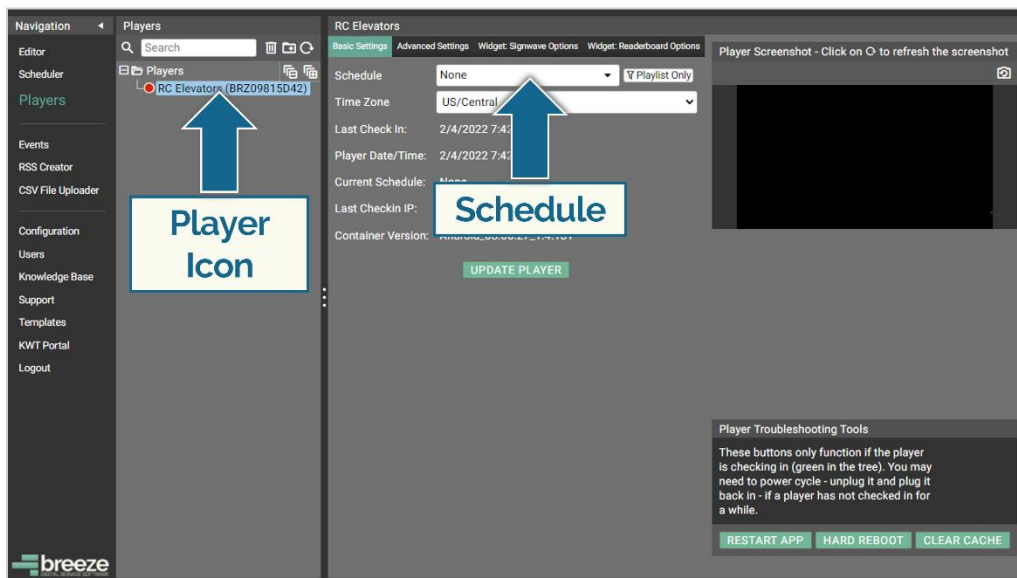 Navigation
Editor
Scheduler
Players
Events
RSS Creator
CSV File Uploader
Configuration
Users
Knowledge Base
Support
Templates
KWT Portal
Logout
breeze
DIGITAL SIGNAGE SOFTWARE
Players
Search
Players
RC Elevators (BRZ09815D42)
Player
Icon
RC Elevators
Basic Settings Advanced Settings Widget: Signwave Options Widget: Readerboard Options
Schedule None Playlist Only
Time Zone US/Central
Last Check In: 2/4/2022 7:42
Player Date/Time: 2/4/2022 7:42
Current Schedule: None
Last Checkin IP:
Container Version:
Schedule
UPDATE PLAYER
Player Screenshot - Click on to refresh the screenshot
Player Troubleshooting Tools
These buttons only function if the player
is checking in (green in the tree). You may
need to power cycle - unplug it and plug it
back in - if a player has not checked in for
a while.
RESTART APP HARD REBOOT CLEAR CACHE